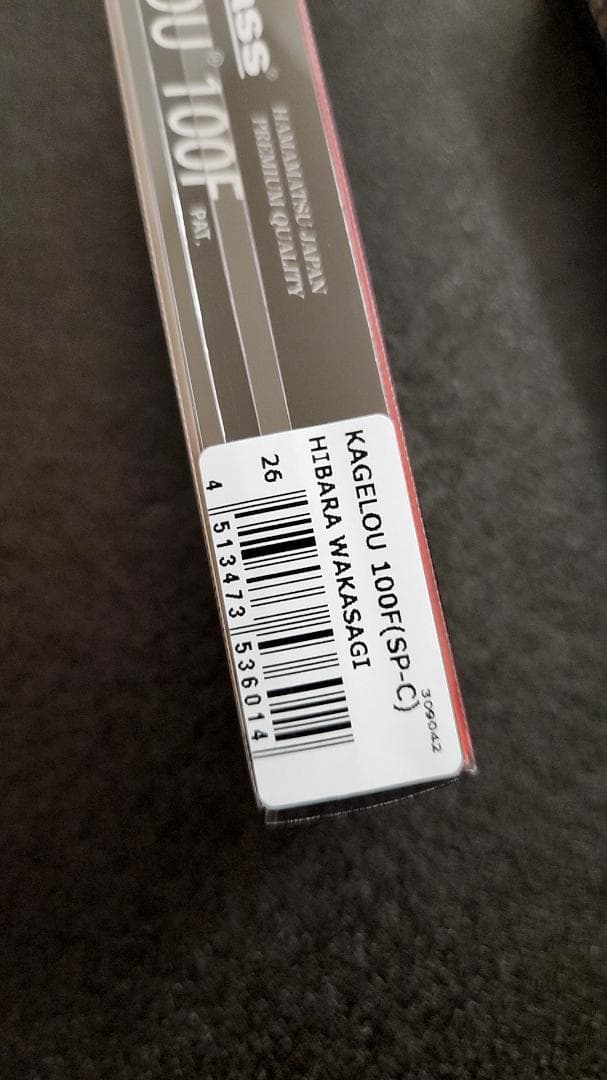 ass®
OU® 100F PAT.
HAMAMATSU JAPAN
PREMIUM QUALITY
KAGELOU 100F(SP-C)
HIBARA WAKASAGI
26
4 513473 536014
309042